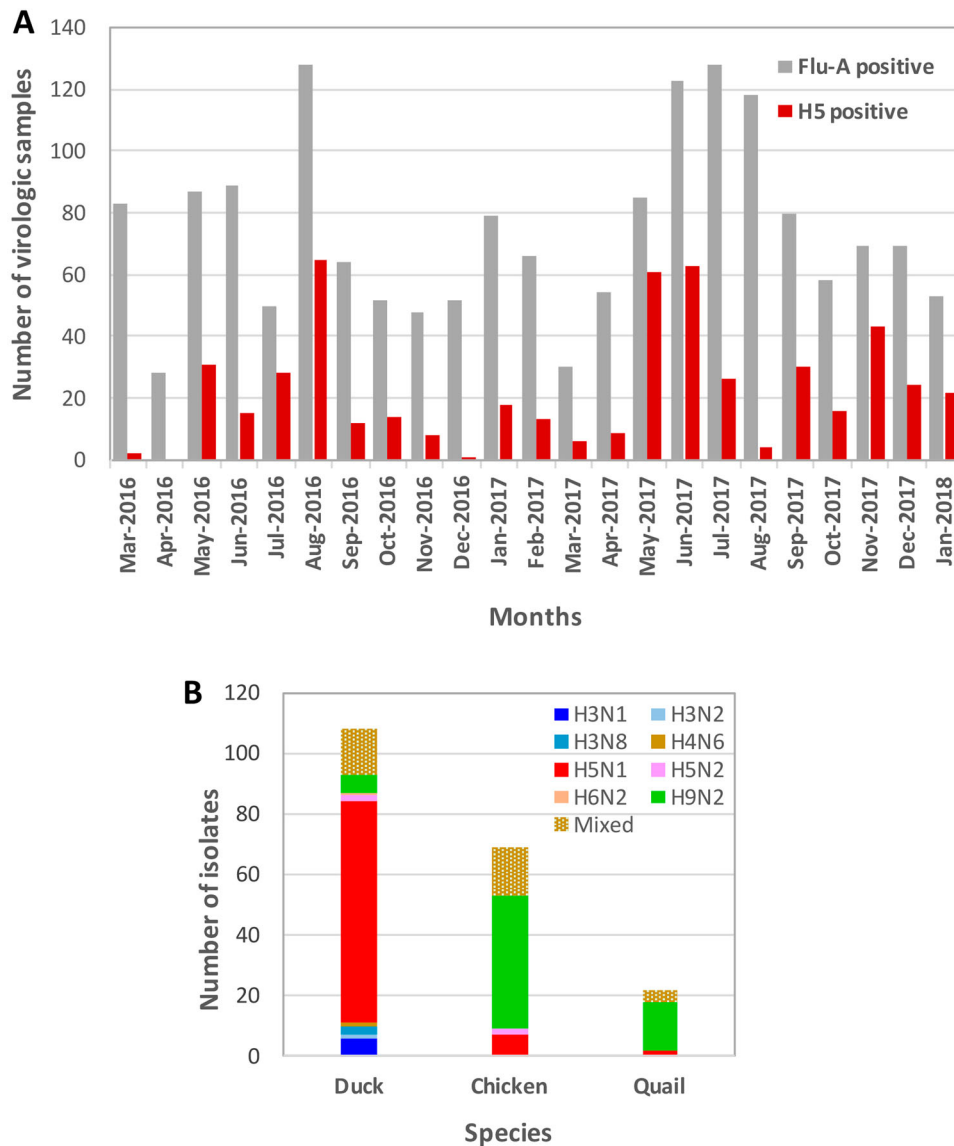 A
140
120
100
80
60
40
20
0
Number of virologic samples
Flu-A positive
H5 positive
Mar-2016
Apr-2016
May-2016
Jun-2016
Jul-2016
Aug-2016
Sep-2016
Oct-2016
Nov-2016
Dec-2016
Jan-2017
Feb-2017
Mar-2017
Apr-2017
May-2017
Jun-2017
Jul-2017
Aug-2017
Sep-2017
Oct-2017
Nov-2017
Dec-2017
Jan-2018
Months
B
120
100
80
60
40
20
0
Number of isolates
H3N1 H3N2
H3N8 H4N6
H5N1 H5N2
H6N2 H9N2
Mixed
Duck Chicken Quail
Species